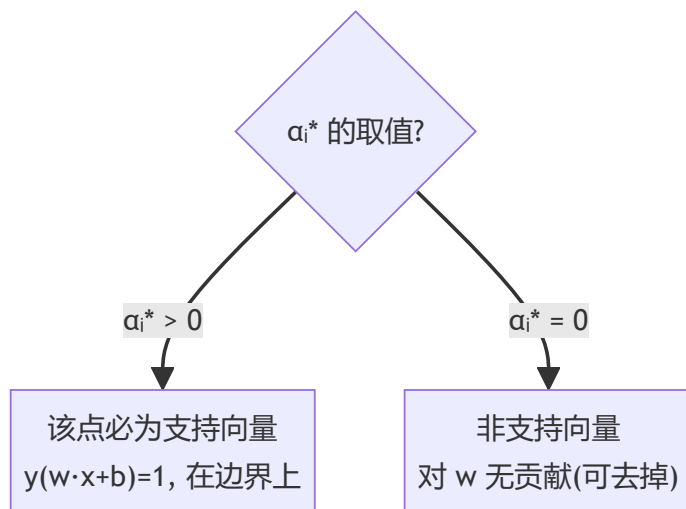 αᵢ* 的取值?
αᵢ* > 0
αᵢ* = 0
该点必为支持向量
y(w·x+b)=1, 在边界上
非支持向量
对 w 无贡献(可去掉)